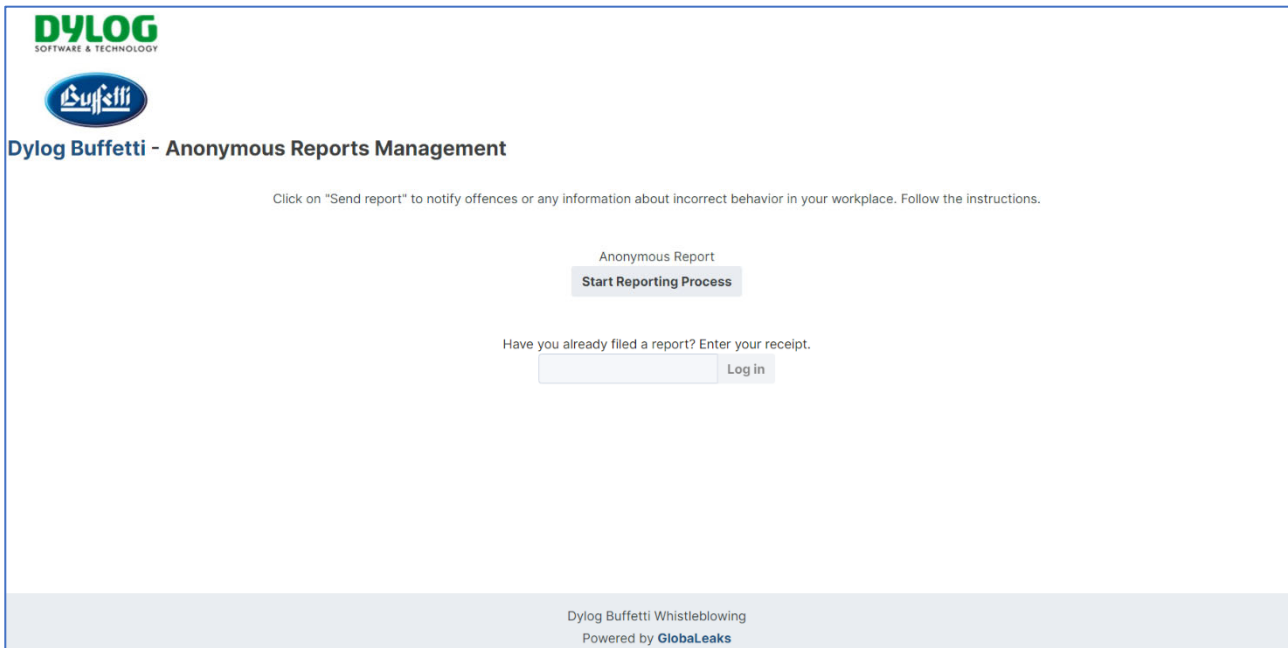 DYLOG
SOFTWARE & TECHNOLOGY
Buffetti
Dylog Buffetti - Anonymous Reports Management
Click on "Send report" to notify offences or any information about incorrect behavior in your workplace. Follow the instructions.
Anonymous Report
Start Reporting Process
Have you already filed a report? Enter your receipt.
Log in
Dylog Buffetti Whistleblowing
Powered by GlobaLeaks